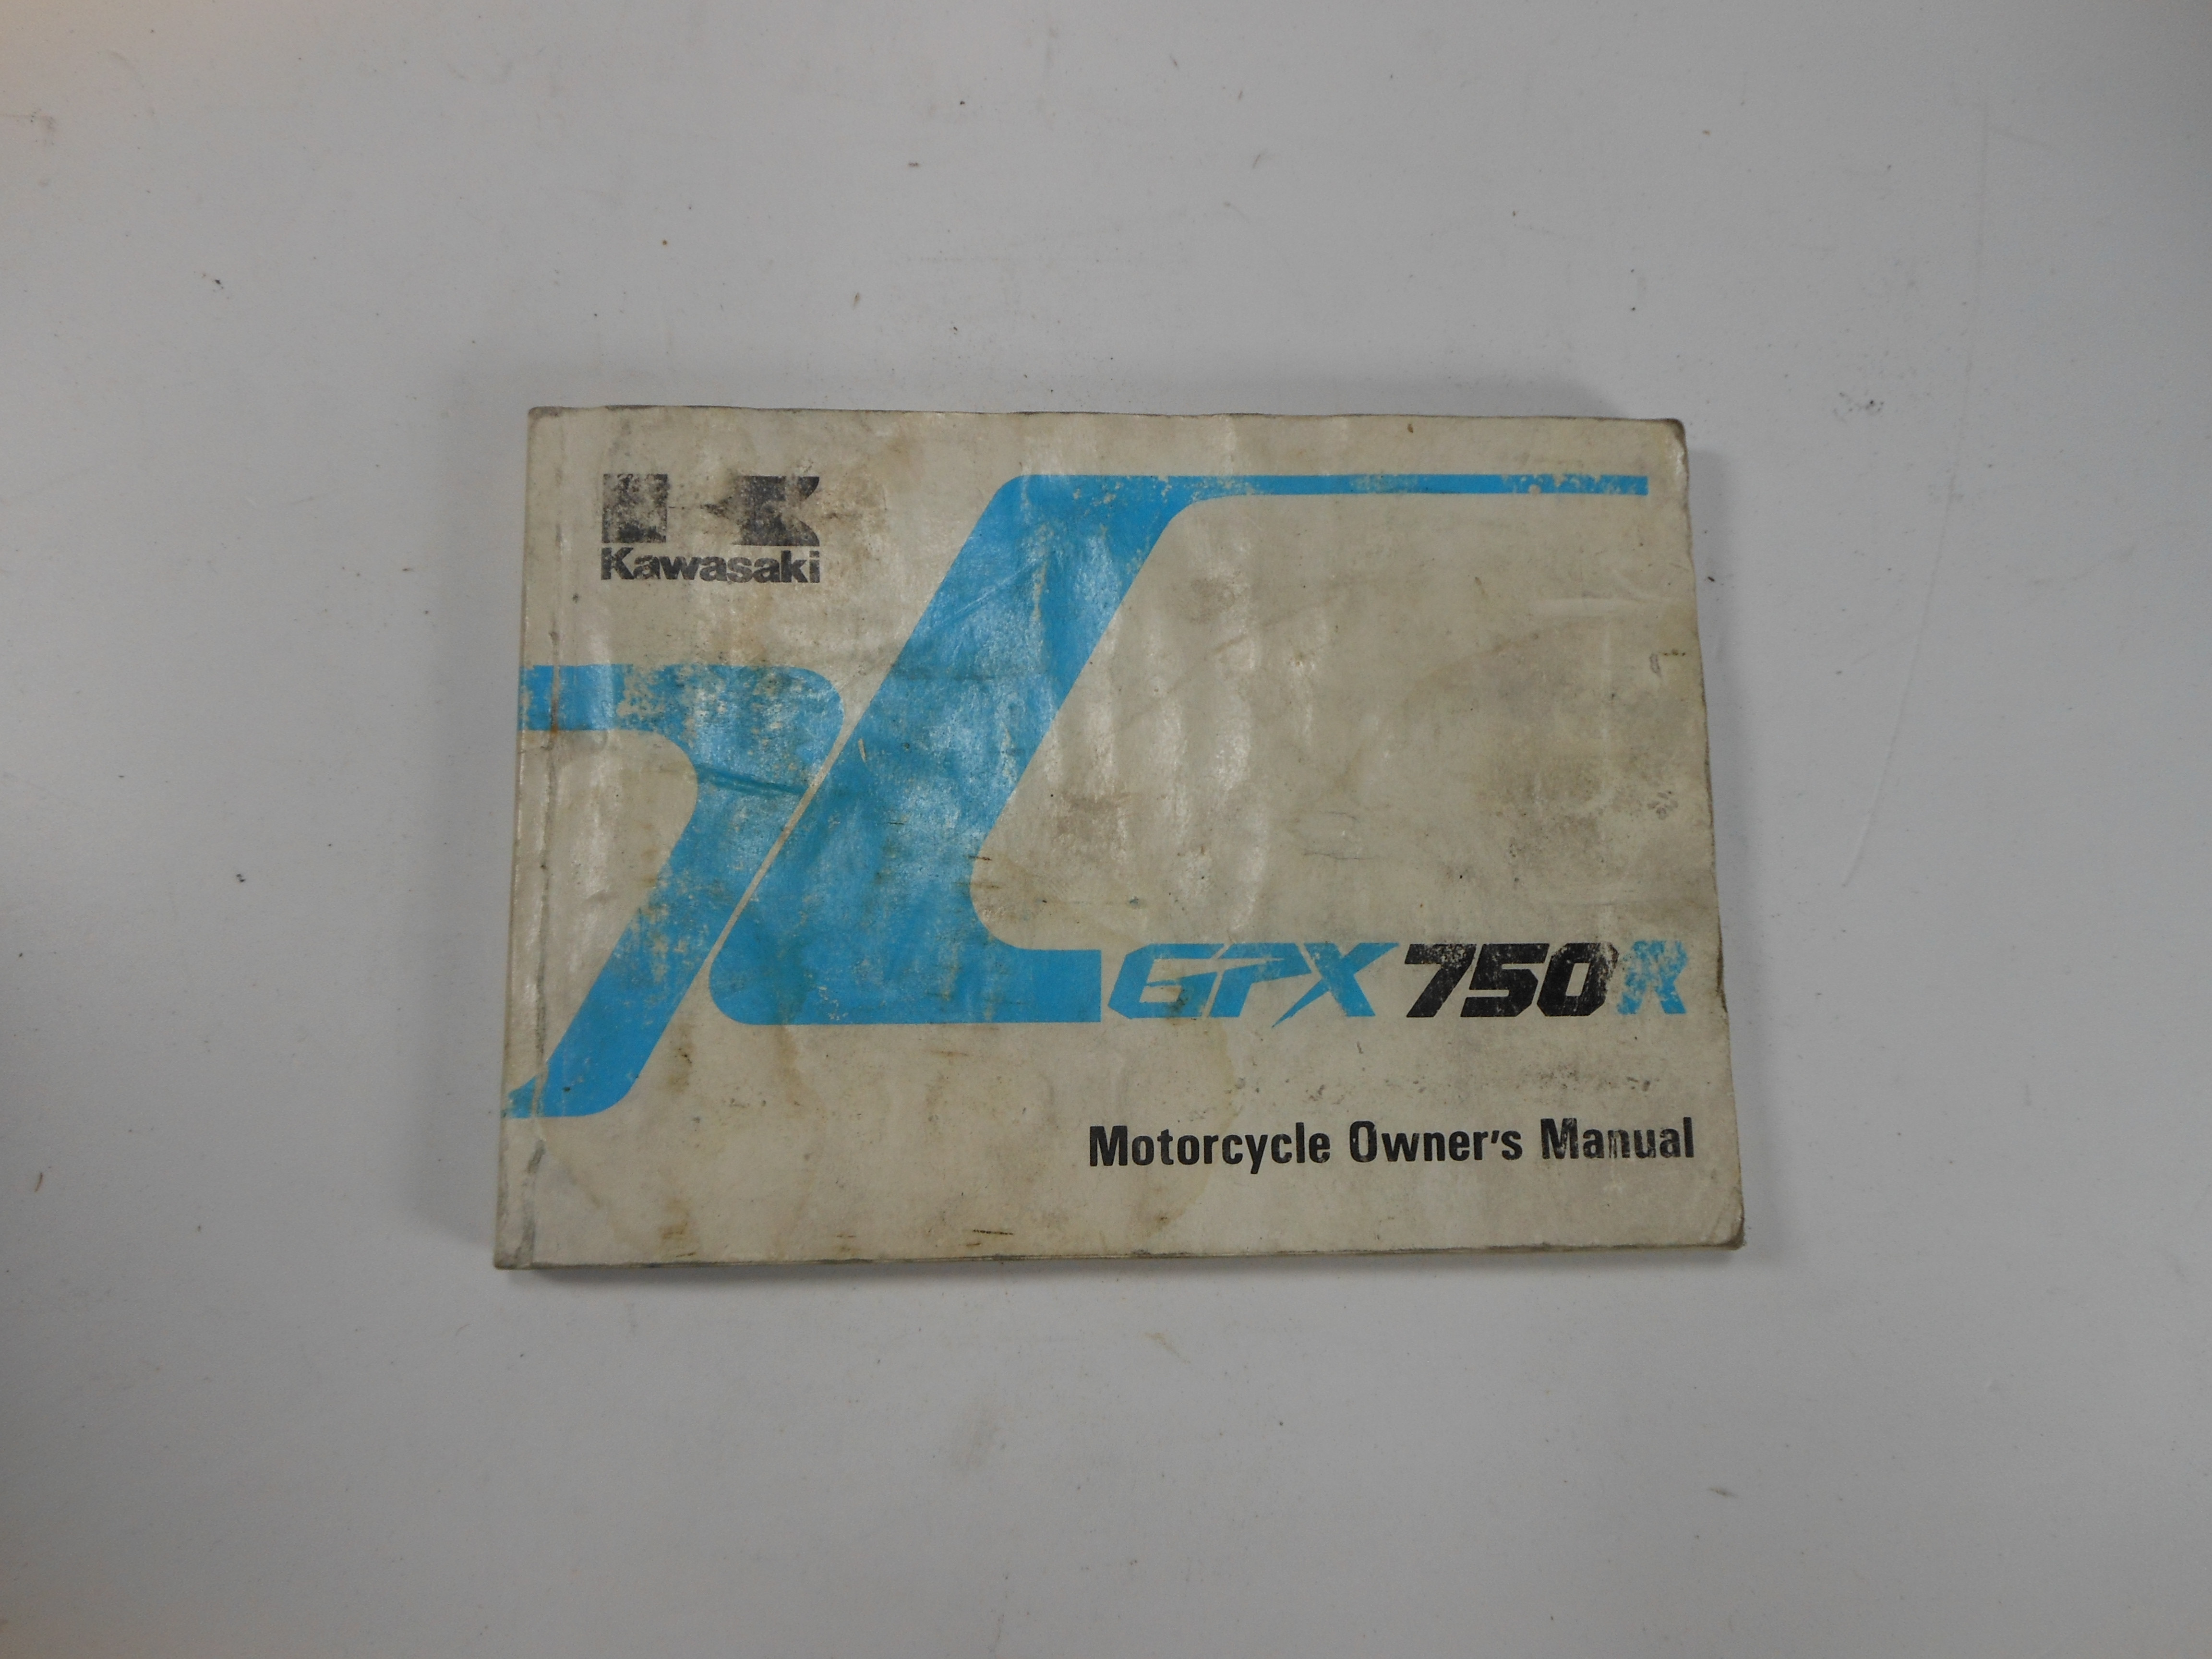 Kawasaki
GPX 750R
Motorcycle Owner's Manual